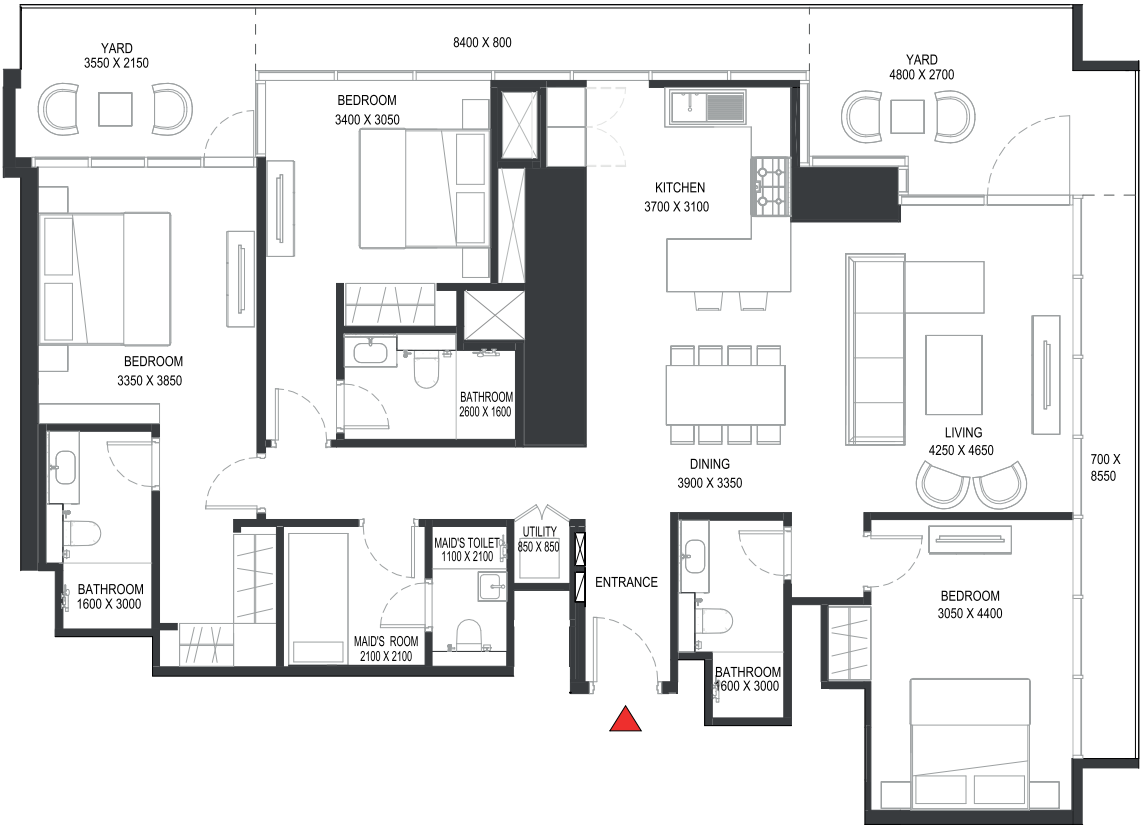 YARD
3550 X 2150
8400 X 800
YARD
4800 X 2700
BEDROOM
3400 X 3050
KITCHEN
3700 X 3100
BEDROOM
3350 X 3850
BATHROOM
2600 X 1600
LIVING
4250 X 4650
DINING
3900 X 3350
700 X
8550
UTILITY
850 X 850
MAID'S TOILET
1100 X 2100
ENTRANCE
BATHROOM
1600 X 3000
BEDROOM
3050 X 4400
MAID'S ROOM
2100 X 2100
BATHROOM
1600 X 3000